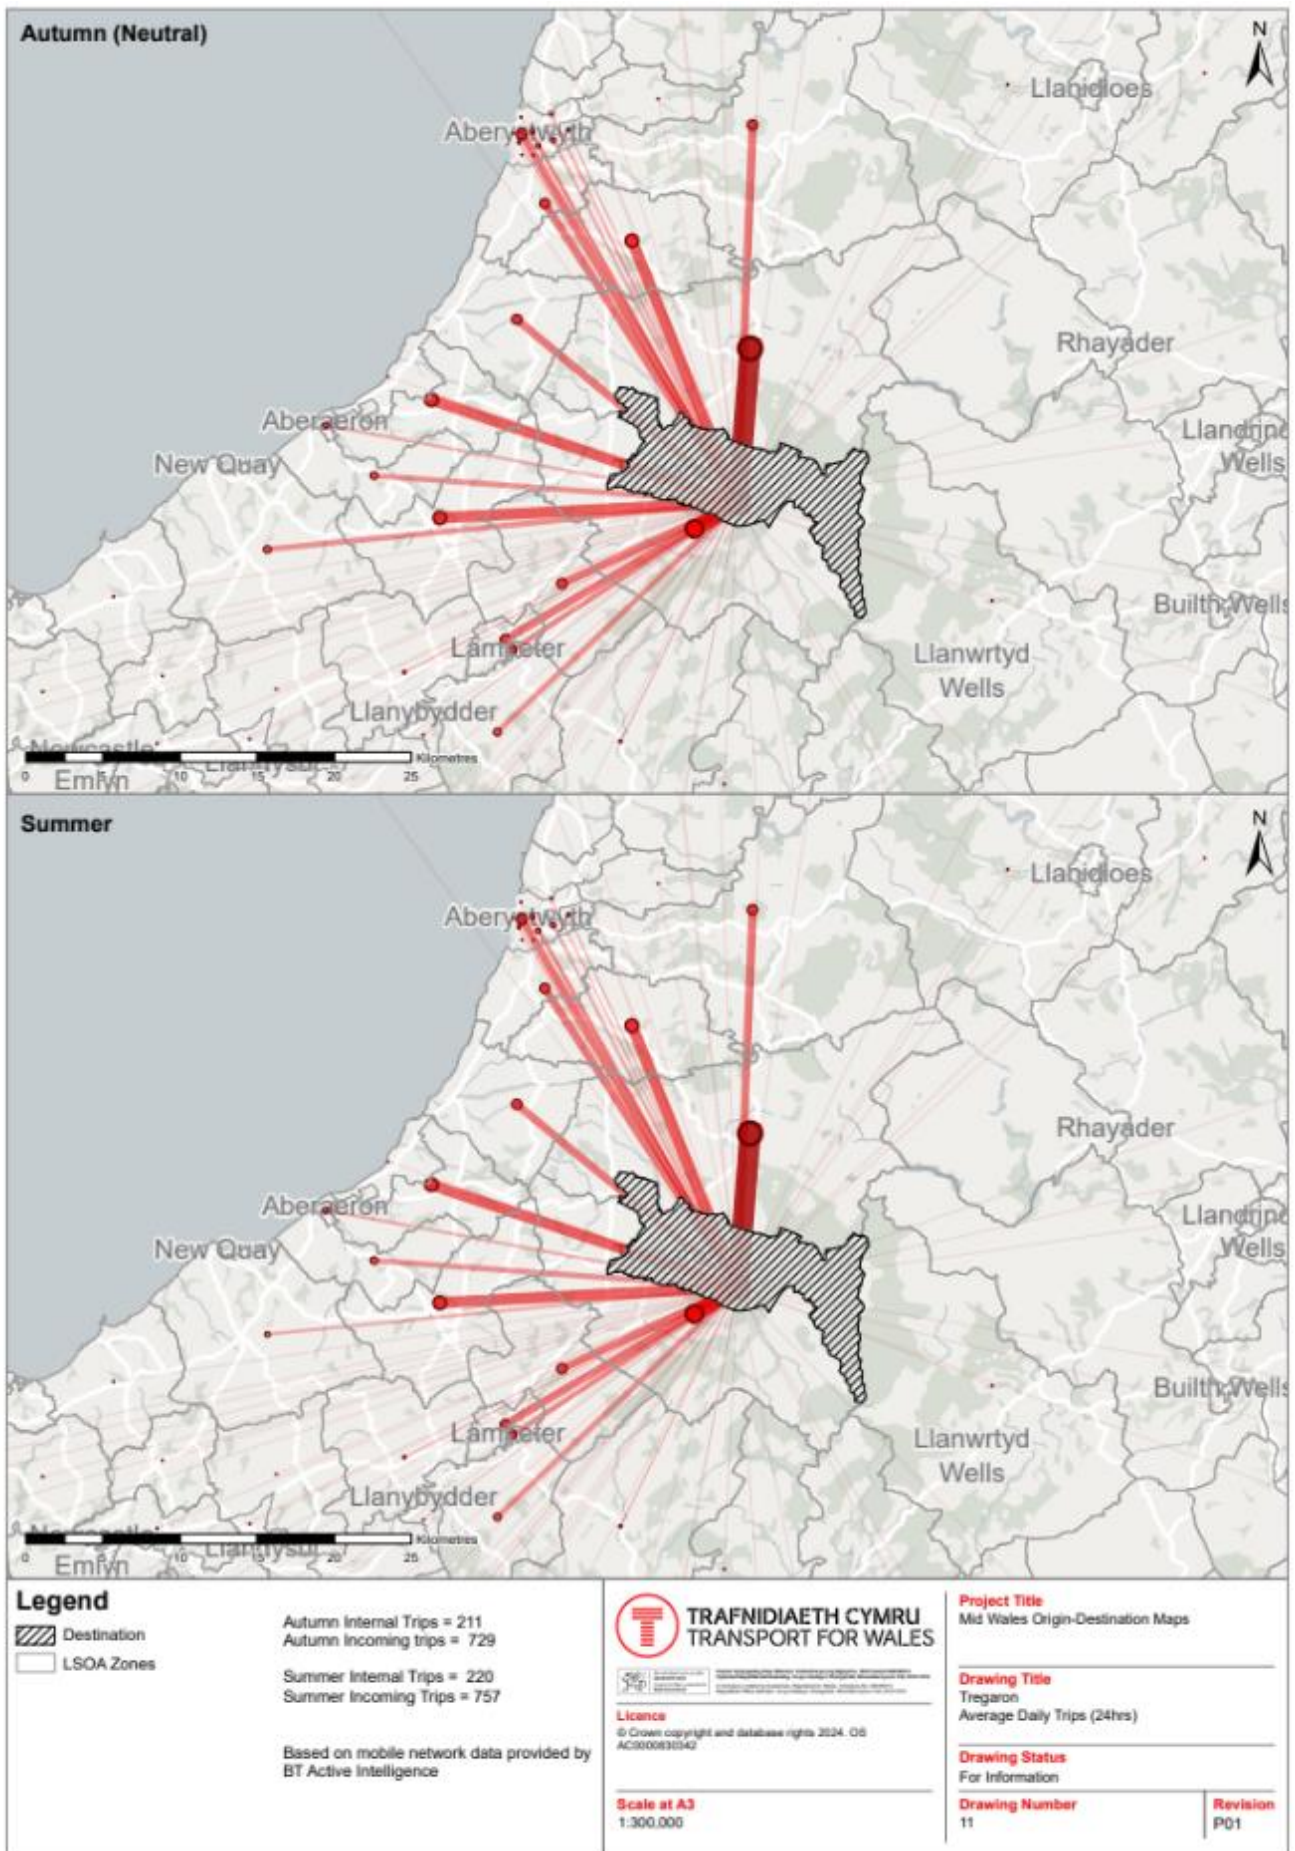 Autumn (Neutral)
N
Llanidloes
Aberystwyth
Rhayader
Aberaeron
New Quay
Llandrind
Wells
Builth Wells
Lampeter
Llanwrtyd
Wells
Llanybydder
Newcastle
Emlyn
Llandysul
Kilometres
0 5 10 15 20 25
Summer
N
Llanidloes
Aberystwyth
Rhayader
Aberaeron
New Quay
Llandrind
Wells
Builth Wells
Lampeter
Llanwrtyd
Wells
Llanybydder
Newcastle
Emlyn
Llandysul
Kilometres
0 5 10 15 20 25
Legend
Destination
LSOA Zones
Autumn Internal Trips = 211
Autumn Incoming trips = 729
Summer Internal Trips = 220
Summer Incoming Trips = 757
Based on mobile network data provided by
BT Active Intelligence
TRAFNIDIAETH CYMRU
TRANSPORT FOR WALES
Licence
© Crown copyright and database rights 2024. OS
AC0000830342
Scale at A3
1:300,000
Project Title
Mid Wales Origin-Destination Maps
Drawing Title
Tregaron
Average Daily Trips (24hrs)
Drawing Status
For Information
Drawing Number
11
Revision
P01